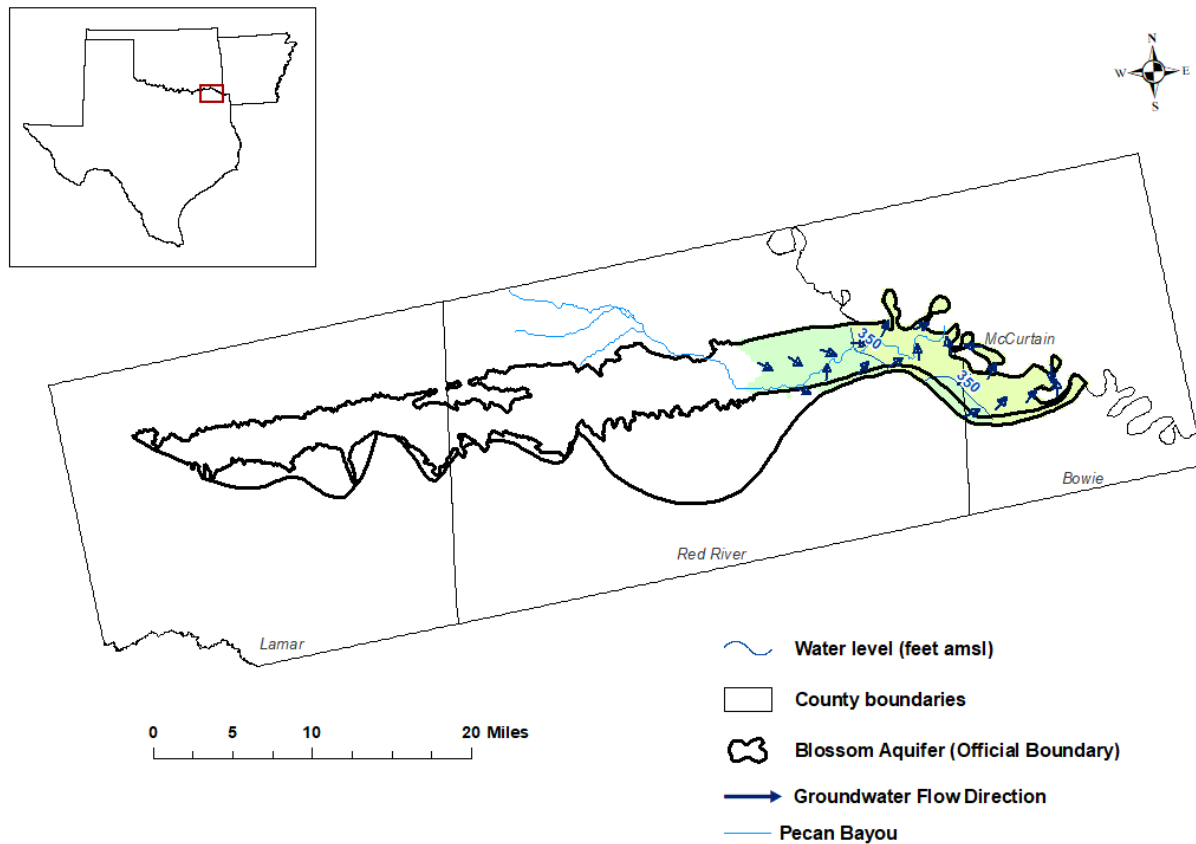 N
W E
S
350
McCurtain
350
Bowie
Red River
Lamar
Water level (feet amsl)
County boundaries
0 5 10 20 Miles
Blossom Aquifer (Official Boundary)
Groundwater Flow Direction
Pecan Bayou